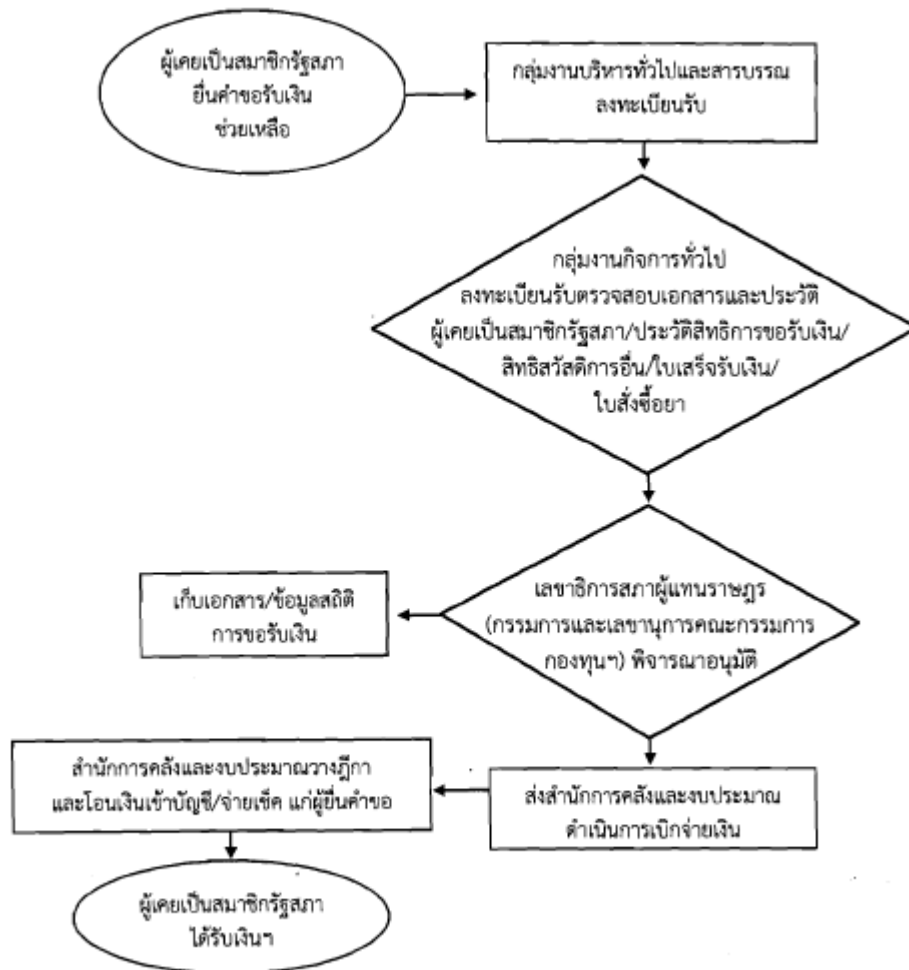 ผู้เคยเป็นสมาชิกรัฐสภา
ยื่นคำขอรับเงิน
ช่วยเหลือ
กลุ่มงานบริหารทั่วไปและสารบรรณ
ลงทะเบียนรับ
กลุ่มงานกิจการทั่วไป
ลงทะเบียนรับตรวจสอบเอกสารและประวัติ
ผู้เคยเป็นสมาชิกรัฐสภา/ประวัติสิทธิการขอรับเงิน/
สิทธิสวัสดิการอื่น/ใบเสร็จรับเงิน/
ใบสั่งซื้อยา
เลขาธิการสภาผู้แทนราษฎร
(กรรมการและเลขานุการคณะกรรมการ
กองทุนฯ) พิจารณาอนุมัติ
เก็บเอกสาร/ข้อมูลสถิติ
การขอรับเงิน
ส่งสำนักการคลังและงบประมาณ
ดำเนินการเบิกจ่ายเงิน
สำนักการคลังและงบประมาณวางฎีกา
และโอนเงินเข้าบัญชี/จ่ายเช็ค แก่ผู้ยื่นคำขอ
ผู้เคยเป็นสมาชิกรัฐสภา
ได้รับเงินฯ